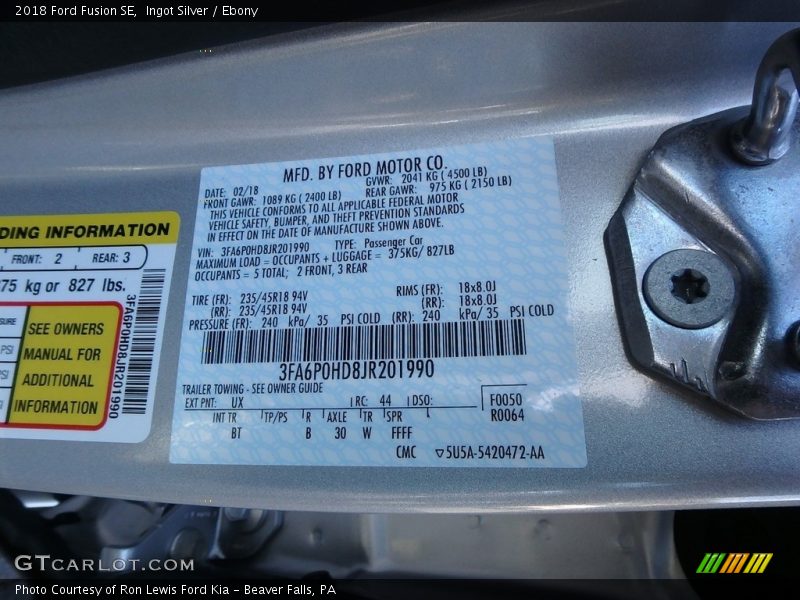 2018 Ford Fusion SE, Ingot Silver / Ebony
DING INFORMATION
FRONT: 2 REAR: 3
75 kg or 827 lbs.
SURE
PSI
PSI
SEE OWNERS
MANUAL FOR
ADDITIONAL
INFORMATION
3FA6P0HD8JR201990
MFD. BY FORD MOTOR CO.
DATE: 02/18 GVWR: 2041 KG ( 4500 LB)
FRONT GAWR: 1089 KG ( 2400 LB) REAR GAWR: 975 KG ( 2150 LB)
THIS VEHICLE CONFORMS TO ALL APPLICABLE FEDERAL MOTOR
VEHICLE SAFETY, BUMPER, AND THEFT PREVENTION STANDARDS
IN EFFECT ON THE DATE OF MANUFACTURE SHOWN ABOVE.
VIN: 3FA6P0HD8JR201990 TYPE: Passenger Car
MAXIMUM LOAD = OCCUPANTS + LUGGAGE = 375KG/ 827LB
OCCUPANTS = 5 TOTAL; 2 FRONT, 3 REAR
TIRE (FR): 235/45R18 94V RIMS (FR): 18x8.0J
(RR): 235/45R18 94V (RR): 18x8.0J
PRESSURE (FR): 240 kPa/ 35 PSI COLD (RR): 240 kPa/ 35 PSI COLD
3FA6P0HD8JR201990
TRAILER TOWING - SEE OWNER GUIDE
EXT PNT: UX RC: 44 DSO: F0050
INT TR TP/PS R AXLE TR SPR R0064
BT B 30 W FFFF
CMC ▽5U5A-5420472-AA
GTCARLOT.COM
Photo Courtesy of Ron Lewis Ford Kia – Beaver Falls, PA